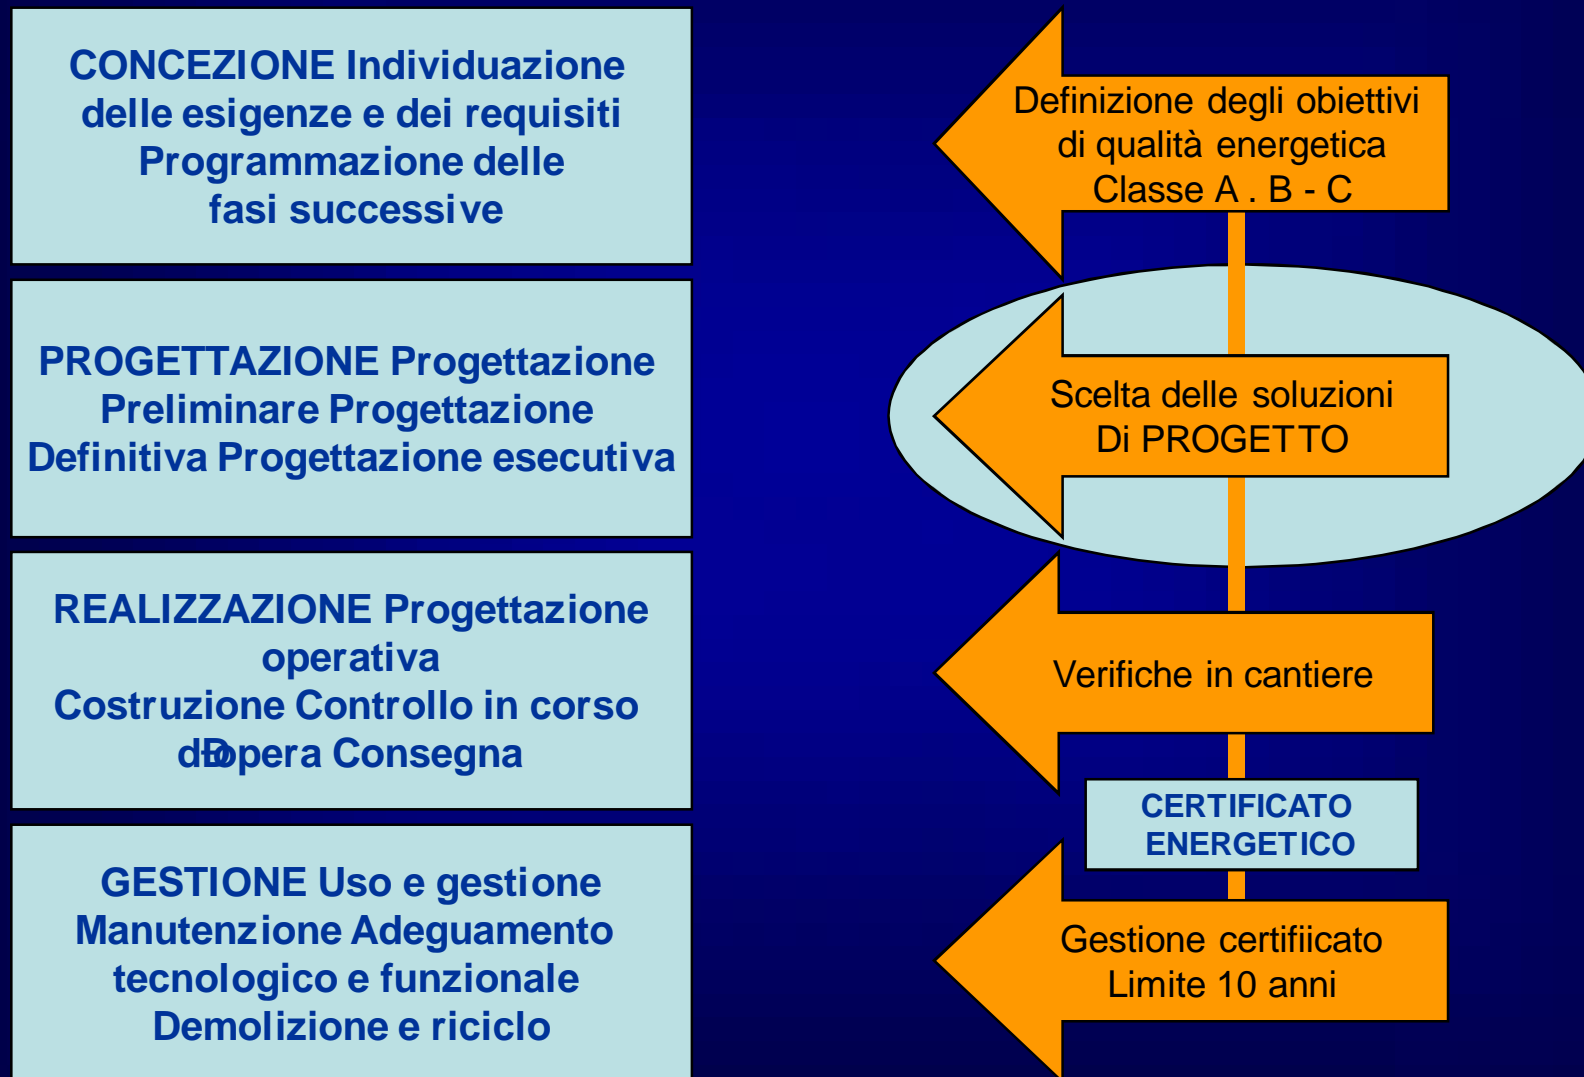 CONCEZIONE Individuazione
delle esigenze e dei requisiti
Programmazione delle
fasi successive
Definizione degli obiettivi
di qualità energetica
Classe A . B - C
PROGETTAZIONE Progettazione
Preliminare Progettazione
Definitiva Progettazione esecutiva
Scelta delle soluzioni
Di PROGETTO
REALIZZAZIONE Progettazione
operativa
Costruzione Controllo in corso
Consegna
Verifiche in cantiere
CERTIFICATO
ENERGETICO
GESTIONE Uso e gestione
Manutenzione Adeguamento
tecnologico e funzionale
Demolizione e riciclo
Gestione certifiicato
Limite 10 anni